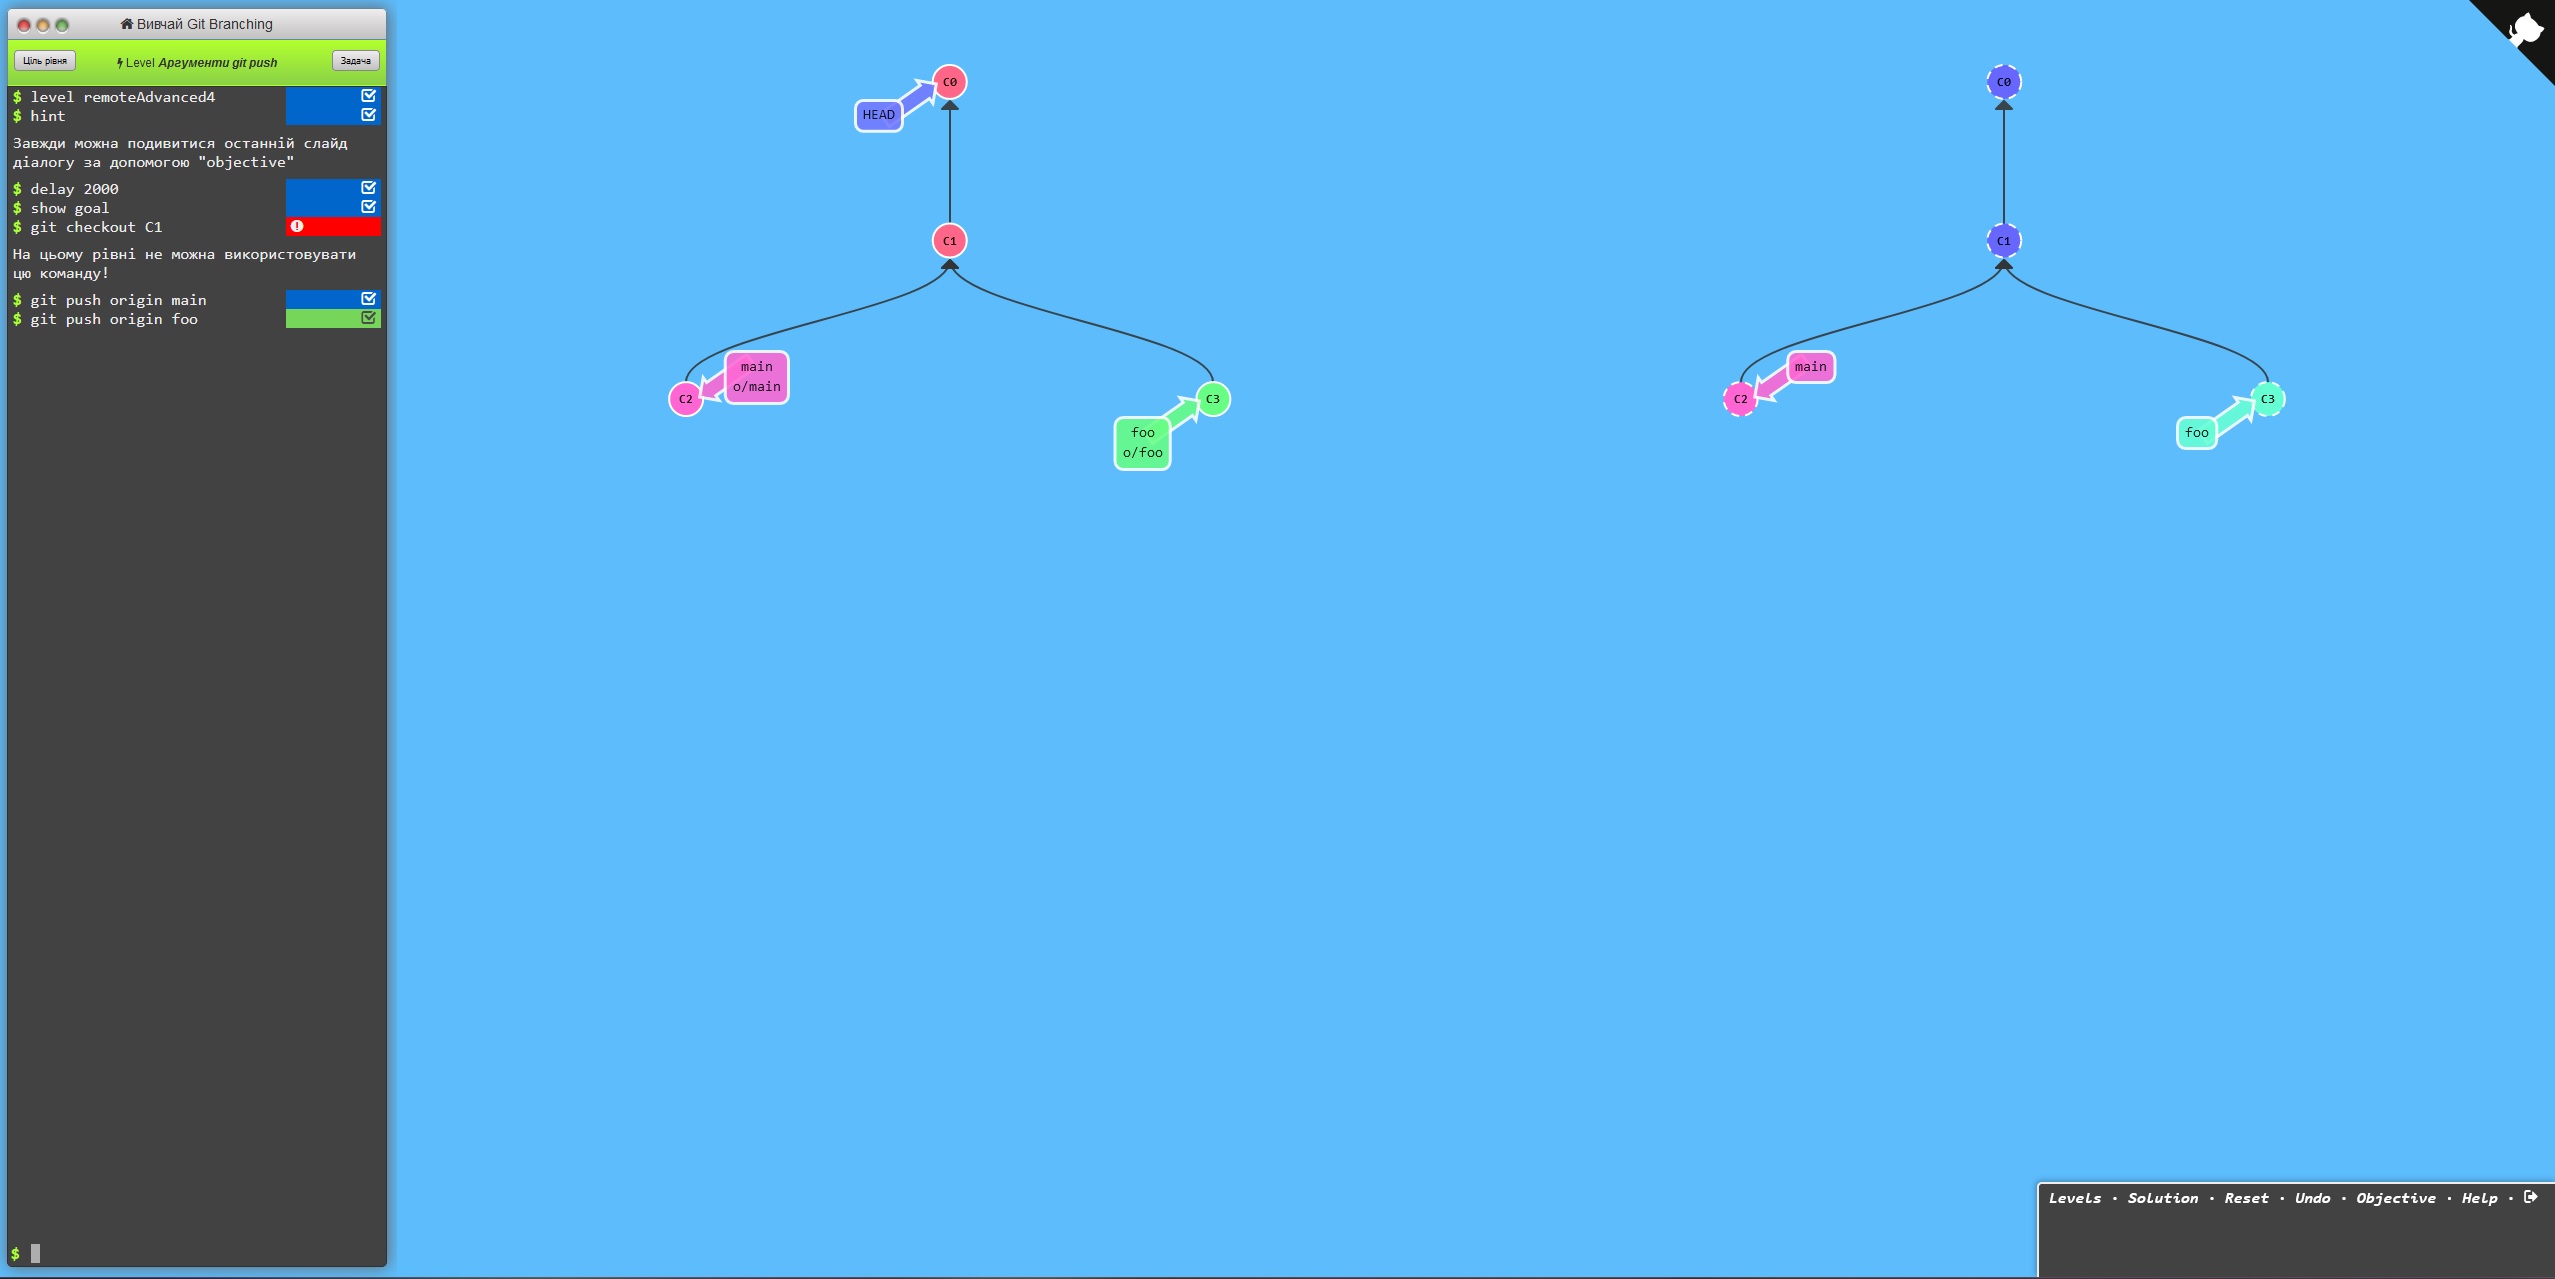 Вивчай Git Branching
Ціль рівня
Level Аргументи git push
Задача
$ level remoteAdvanced4
$ hint
Завжди можна подивитися останній слайд
діалогу за допомогою "objective"
$ delay 2000
$ show goal
$ git checkout C1
На цьому рівні не можна використовувати
цю команду!
$ git push origin main
$ git push origin foo
$
C0
HEAD
C1
main
o/main
C2
C3
foo
o/foo
C0
C1
main
C2
C3
foo
Levels · Solution · Reset · Undo · Objective · Help ·